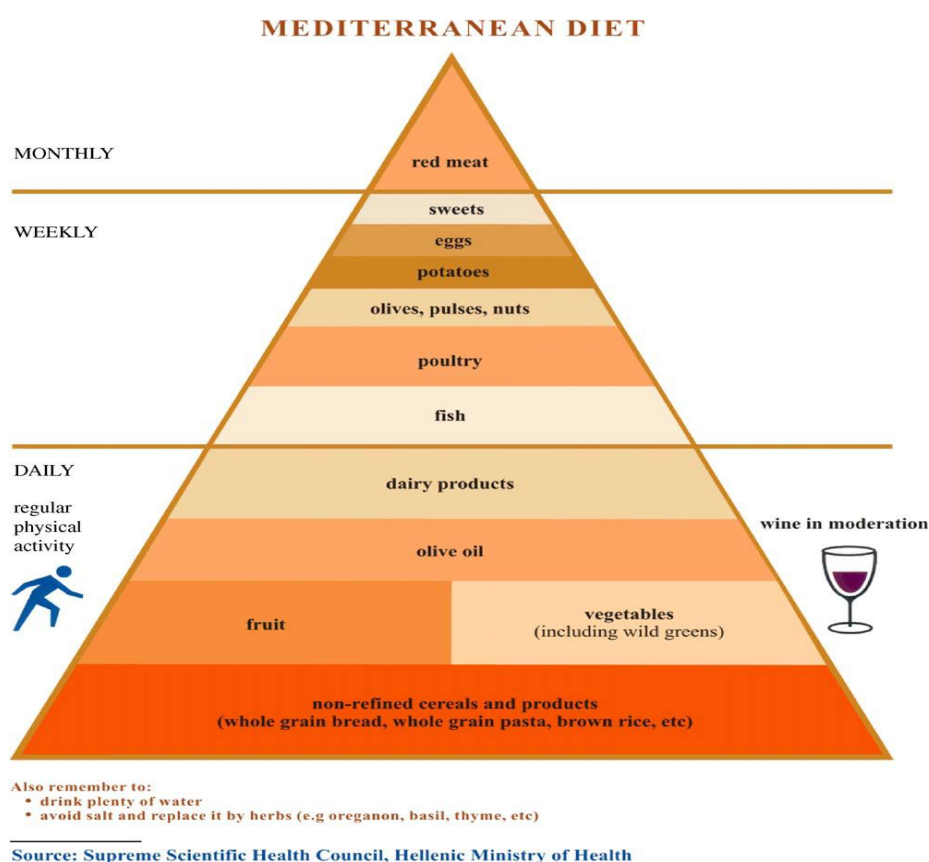 MEDITERRANEAN DIET
MONTHLY
red meat
WEEKLY
sweets
eggs
potatoes
olives, pulses, nuts
poultry
fish
DAILY
regular
physical
activity
dairy products
wine in moderation
olive oil
fruit
vegetables
(including wild greens)
non-refined cereals and products
(whole grain bread, whole grain pasta, brown rice, etc)
Also remember to:
• drink plenty of water
• avoid salt and replace it by herbs (e.g oreganon, basil, thyme, etc)
Source: Supreme Scientific Health Council, Hellenic Ministry of Health